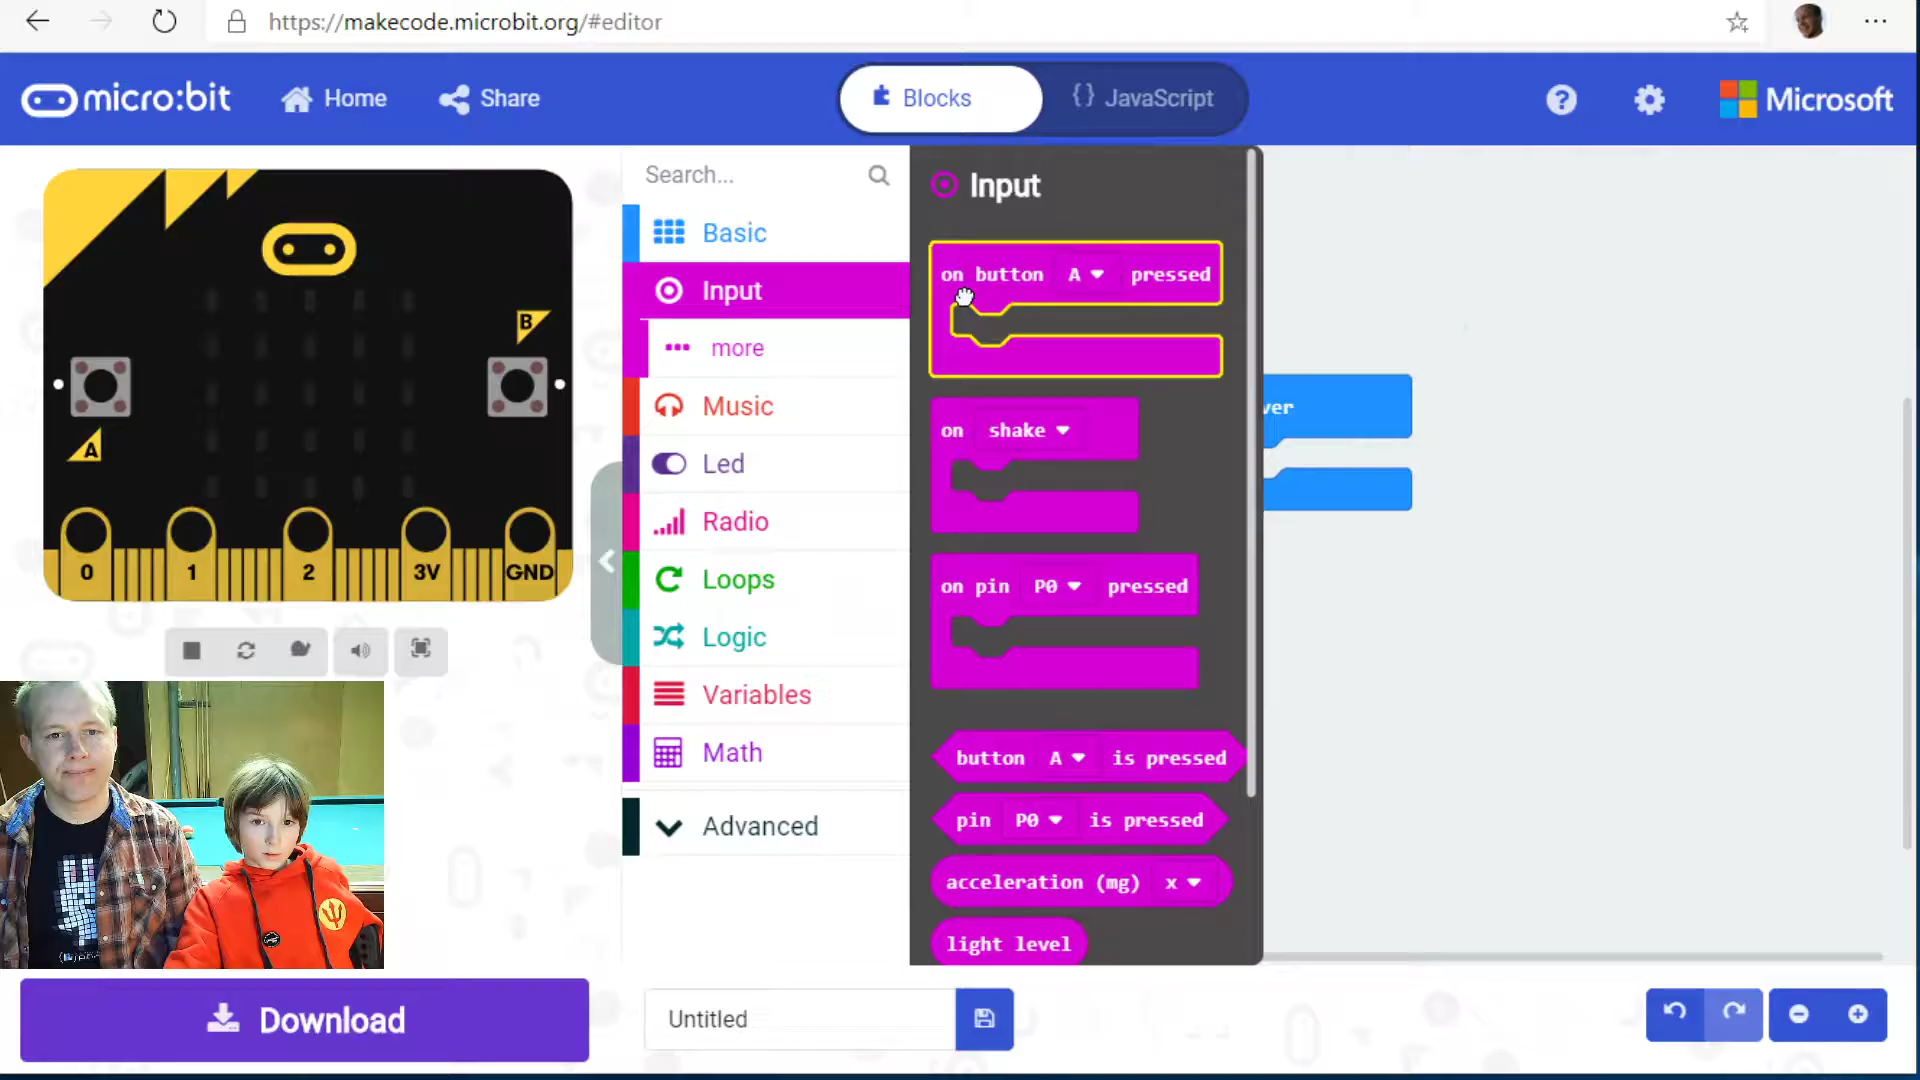 https://makecode.microbit.org/#editor
micro:bit
Home
Share
Blocks
{} JavaScript
?
Microsoft
Search...
Basic
Input
more
Music
Led
Radio
Loops
Logic
Variables
Math
Advanced
Input
on button A pressed
on shake
on pin P0 pressed
button A is pressed
pin P0 is pressed
acceleration (mg) x
light level
ver
B
A
0
1
2
3V
GND
Download
Untitled